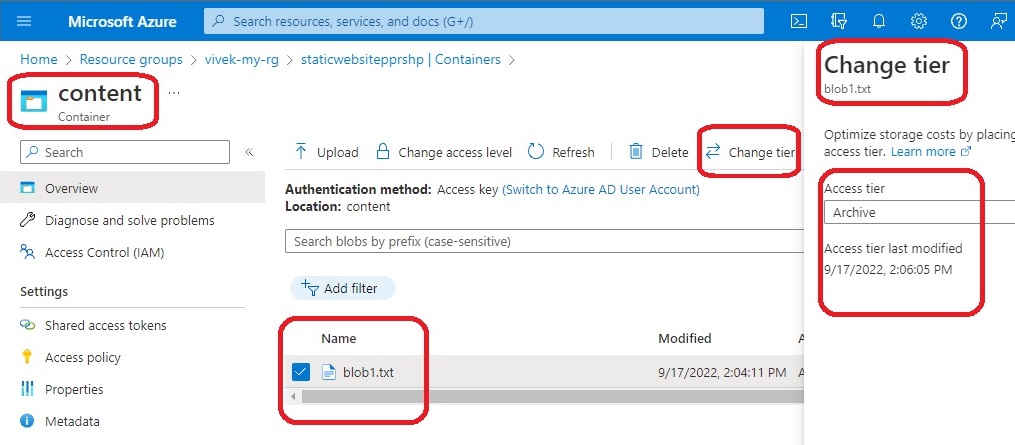 Microsoft Azure
Search resources, services, and docs (G+/)
Home > Resource groups > vivek-my-rg > staticwebsitepprshp | Containers >
content ...
Container
Search
Overview
Diagnose and solve problems
Access Control (IAM)
Settings
Shared access tokens
Access policy
Properties
Metadata
Upload Change access level Refresh Delete Change tier
Authentication method: Access key (Switch to Azure AD User Account)
Location: content
Search blobs by prefix (case-sensitive)
Add filter
Name Modified A
blob1.txt 9/17/2022, 2:04:11 PM A
Change tier
blob1.txt
Optimize storage costs by placing
access tier. Learn more
Access tier
Archive
Access tier last modified
9/17/2022, 2:06:05 PM